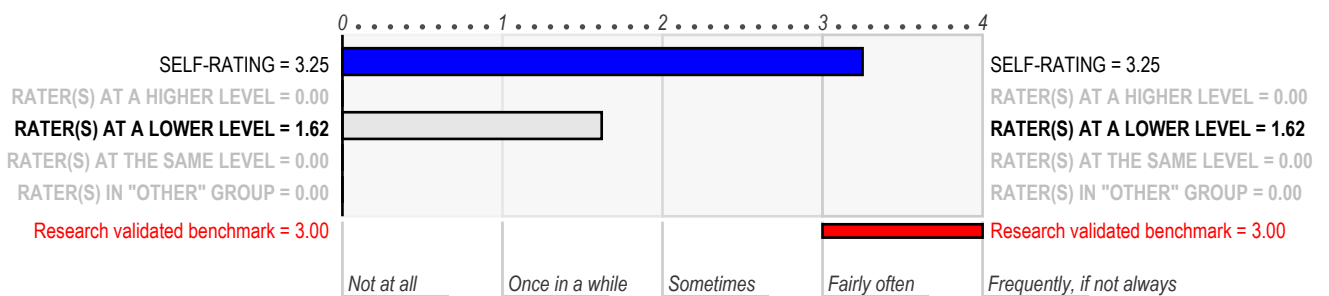 0 1 2 3 4
SELF-RATING = 3.25 SELF-RATING = 3.25
RATER(S) AT A HIGHER LEVEL = 0.00 RATER(S) AT A HIGHER LEVEL = 0.00
RATER(S) AT A LOWER LEVEL = 1.62 RATER(S) AT A LOWER LEVEL = 1.62
RATER(S) AT THE SAME LEVEL = 0.00 RATER(S) AT THE SAME LEVEL = 0.00
RATER(S) IN "OTHER" GROUP = 0.00 RATER(S) IN "OTHER" GROUP = 0.00
Research validated benchmark = 3.00 Research validated benchmark = 3.00
Not at all Once in a while Sometimes Fairly often Frequently, if not always